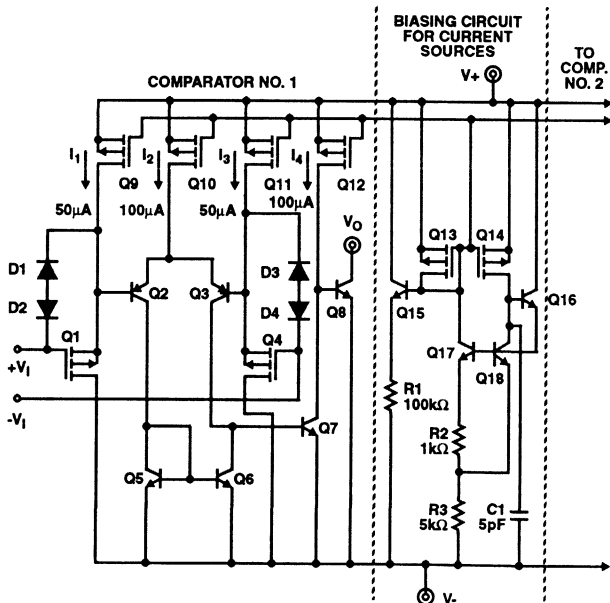 BIASING CIRCUIT
FOR CURRENT
SOURCES
TO
COMP.
NO. 2
COMPARATOR NO. 1
V+
I1
I2
I3
I4
Q9
Q10
Q11
Q12
50µA
100µA
50µA
100µA
VO
Q13
Q14
D1
D2
D3
D4
Q2
Q3
Q8
Q15
Q16
Q1
Q4
Q17
Q18
+VI
-VI
R1
100kΩ
Q7
R2
1kΩ
Q5
Q6
R3
5kΩ
C1
5pF
V-